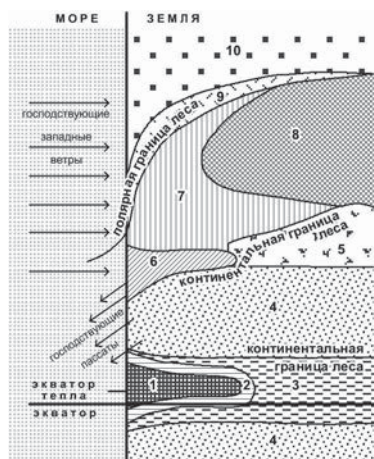 МОРЕ
ЗЕМЛЯ
10
господствующие
9
западные
8
ветры
полярная граница леса
7
континентальная граница
леса
5
6
4
господствующие
пассаты
континентальная
граница леса
экватор
тепла
1
2
3
экватор
4